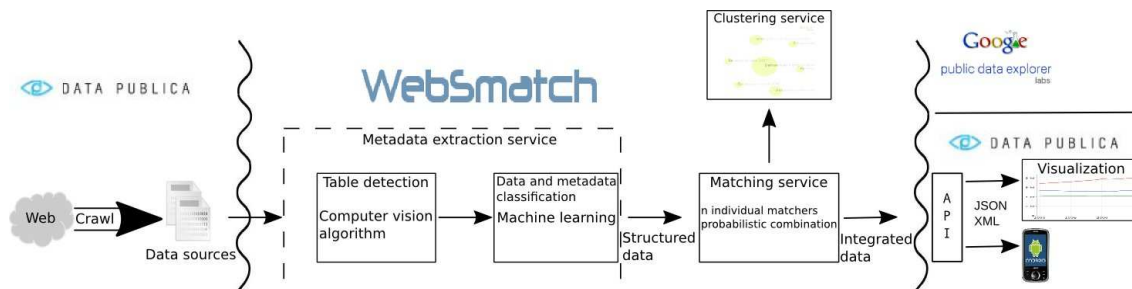 DATA PUBLICA
Web
Crawl
Data sources
WebSmatch
Metadata extraction service
Table detection
Computer vision
algorithm
Data and metadata
classification
Machine learning
Structured
data
Clustering service
Matching service
n individual matchers
probabilistic combination
Integrated
data
Google
public data explorer
labs
DATA PUBLICA
API
JSON
XML
Visualization